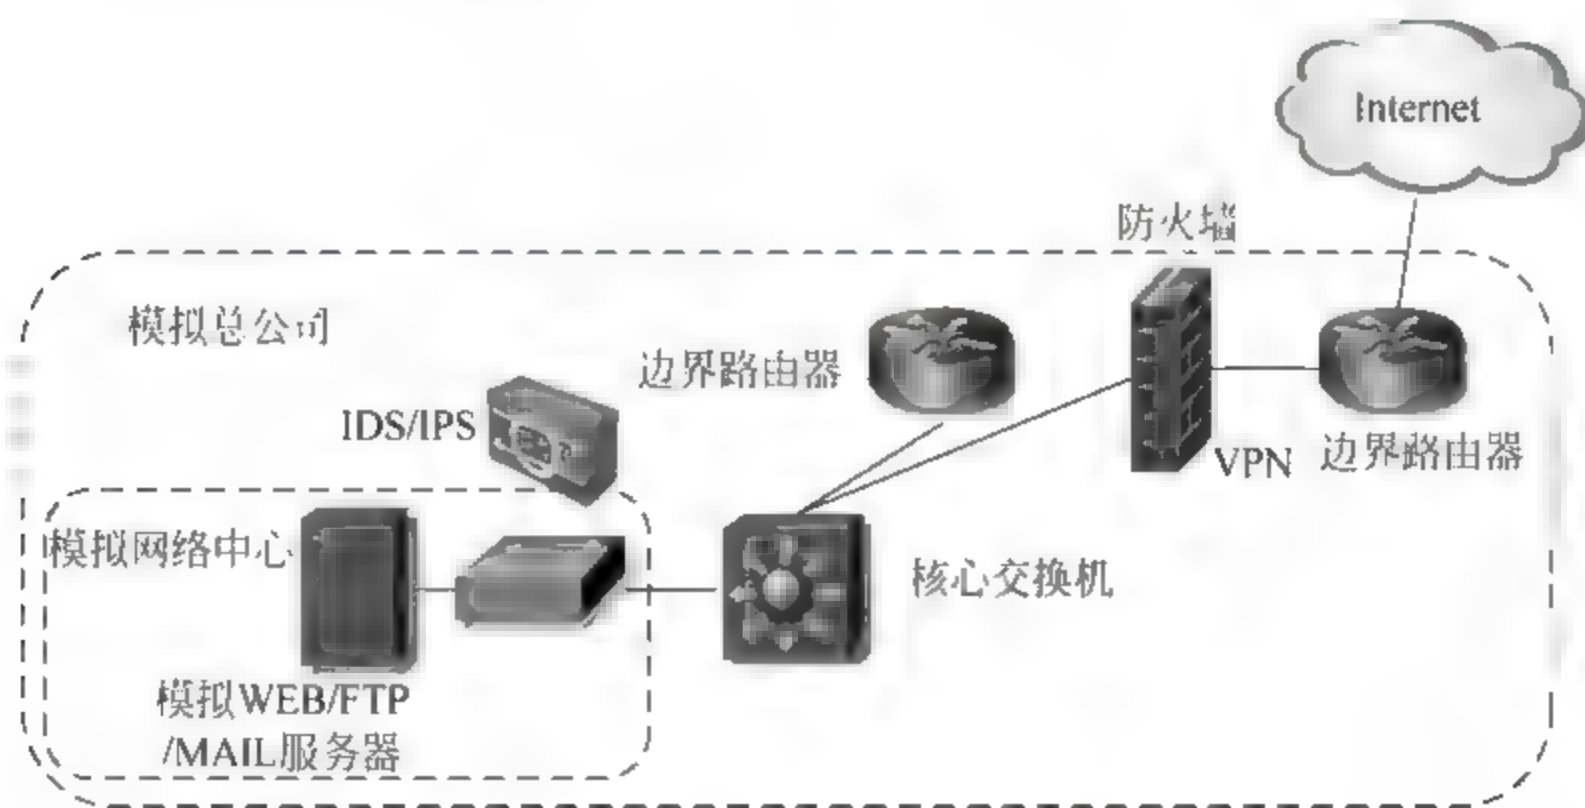 Internet
防火墙
模拟总公司
边界路由器
IDS/IPS
VPN
边界路由器
模拟网络中心
核心交换机
模拟WEB/FTP
/MAIL服务器